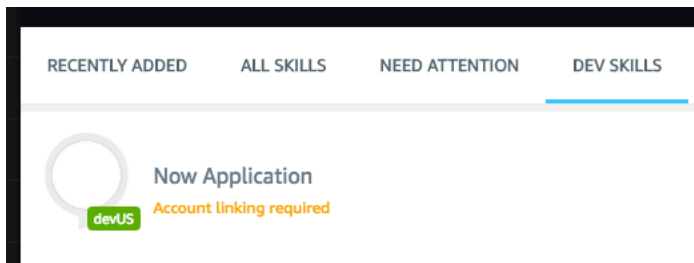 RECENTLY ADDED ALL SKILLS NEED ATTENTION DEV SKILLS
Now Application
devUS Account linking required